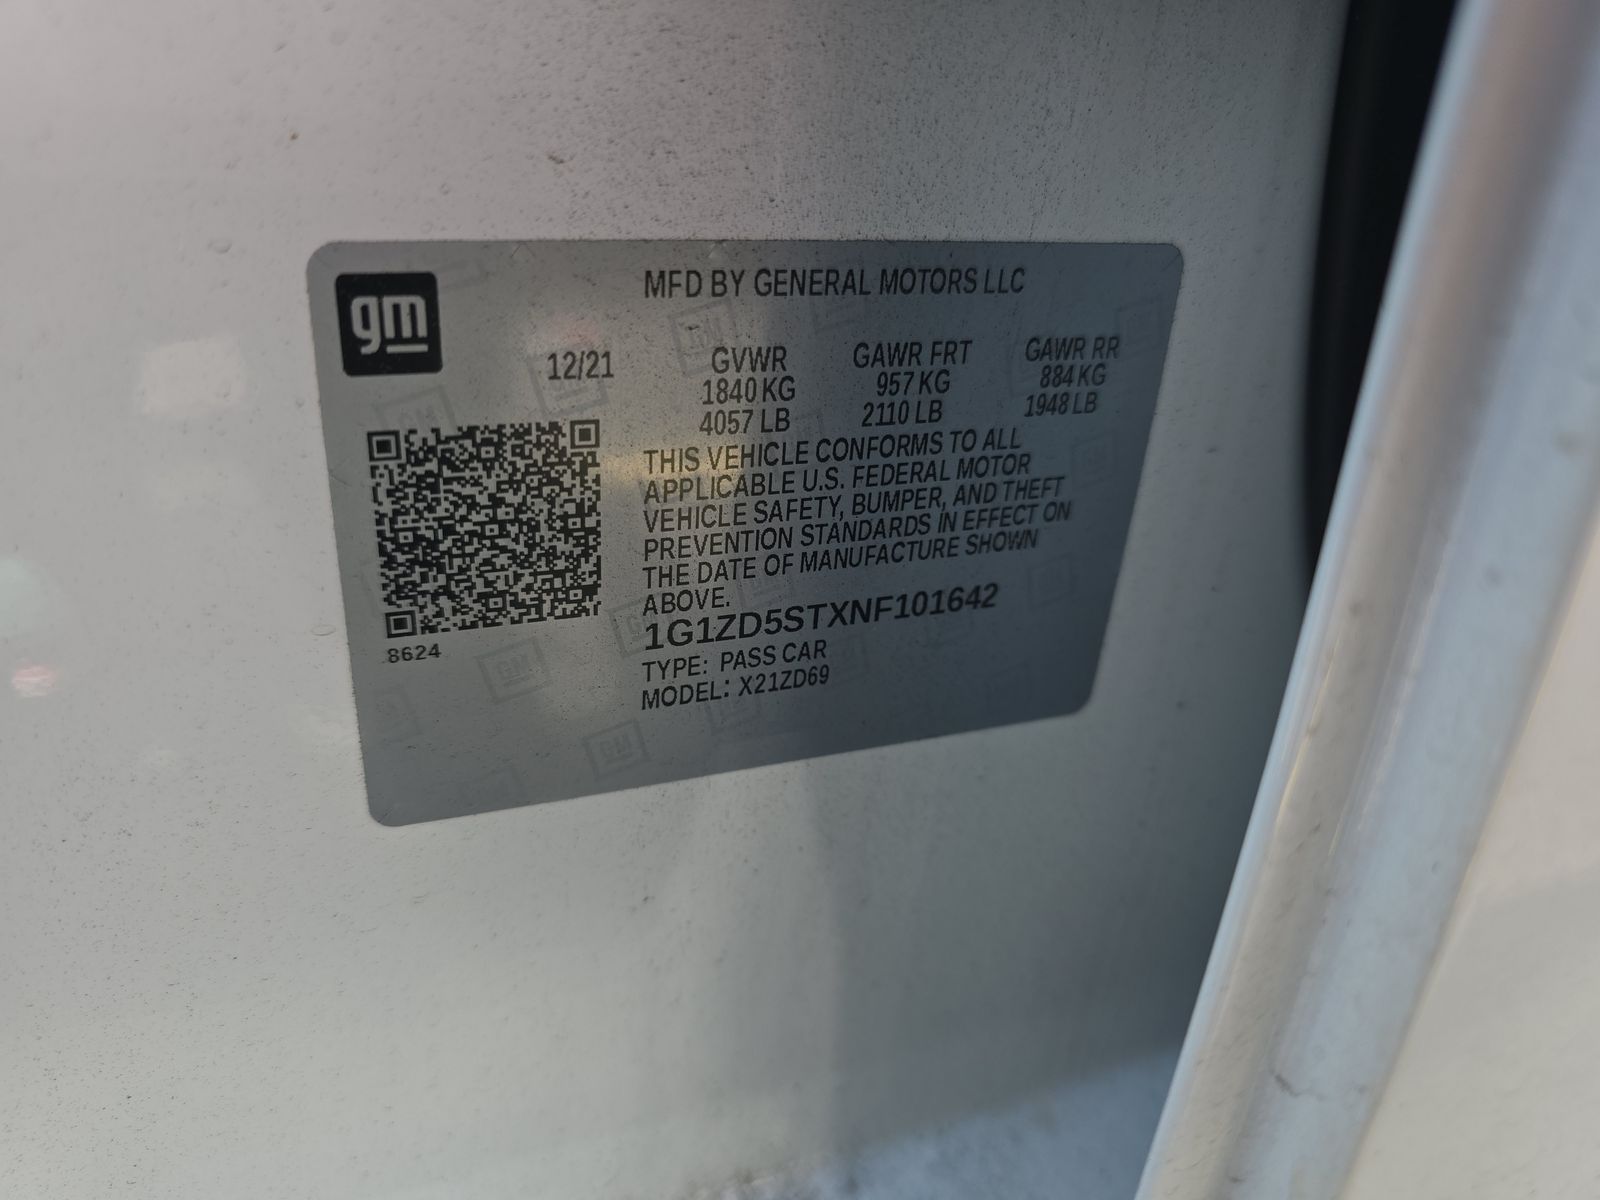 gm
MFD BY GENERAL MOTORS LLC
12/21 GVWR GAWR FRT GAWR RR
1840 KG 957 KG 884 KG
4057 LB 2110 LB 1948 LB
THIS VEHICLE CONFORMS TO ALL
APPLICABLE U.S. FEDERAL MOTOR
VEHICLE SAFETY, BUMPER, AND THEFT
PREVENTION STANDARDS IN EFFECT ON
THE DATE OF MANUFACTURE SHOWN
ABOVE.
1G1ZD5STXNF101642
8624
TYPE: PASS CAR
MODEL: X21ZD69